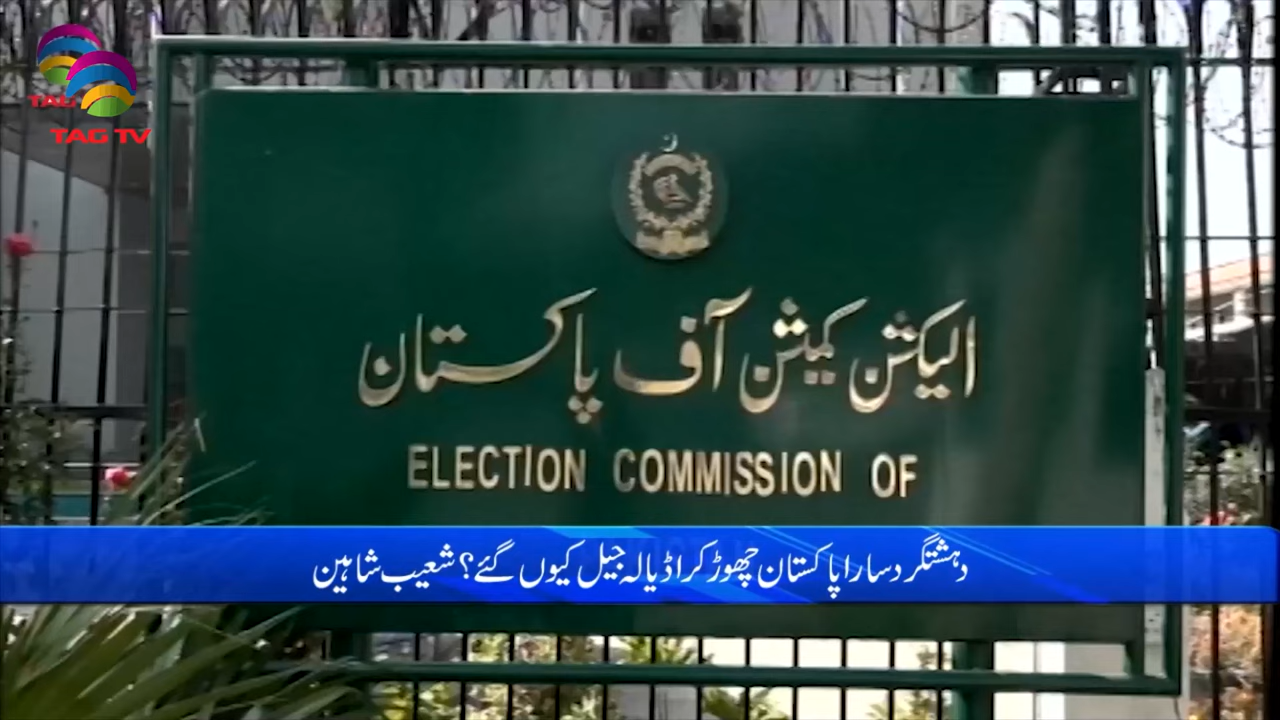 TAG
TAG TV
الیکشن کمیشن آف پاکستان
ELECTION COMMISSION OF
دہشتگرد سارا پاکستان چھوڑ کر اڈیالہ جیل کیوں گئے؟ شعیب شاہین